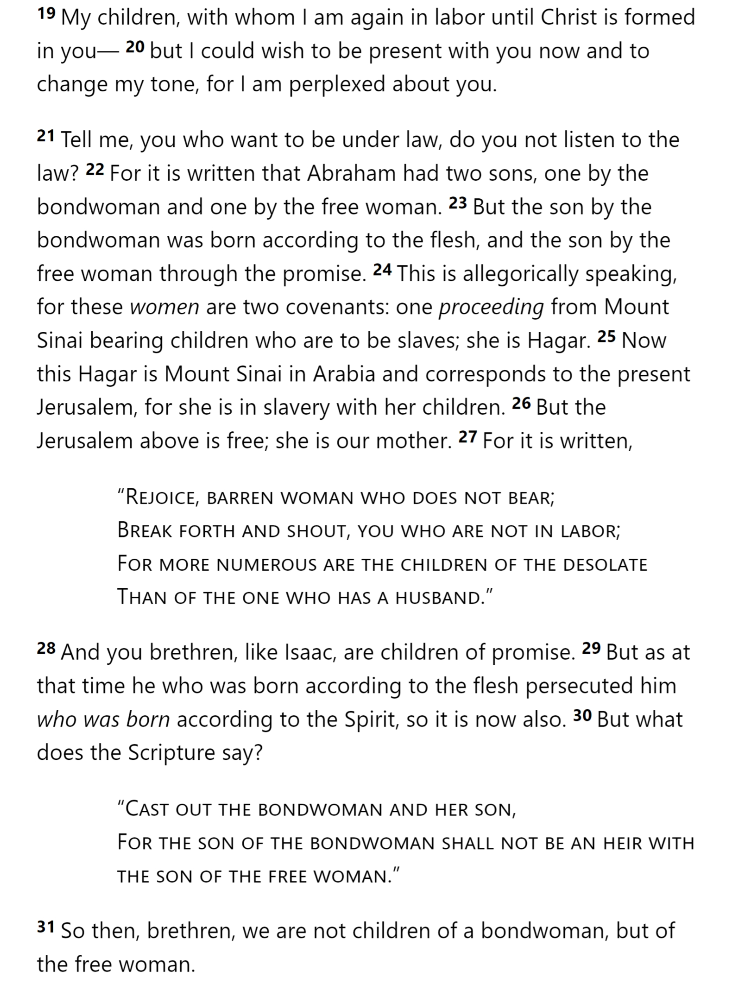 19 My children, with whom I am again in labor until Christ is formed
in you— 20 but I could wish to be present with you now and to
change my tone, for I am perplexed about you.
21 Tell me, you who want to be under law, do you not listen to the
law? 22 For it is written that Abraham had two sons, one by the
bondwoman and one by the free woman. 23 But the son by the
bondwoman was born according to the flesh, and the son by the
free woman through the promise. 24 This is allegorically speaking,
for these women are two covenants: one proceeding from Mount
Sinai bearing children who are to be slaves; she is Hagar. 25 Now
this Hagar is Mount Sinai in Arabia and corresponds to the present
Jerusalem, for she is in slavery with her children. 26 But the
Jerusalem above is free; she is our mother. 27 For it is written,
“Rejoice, barren woman who does not bear;
Break forth and shout, you who are not in labor;
For more numerous are the children of the desolate
Than of the one who has a husband.”
28 And you brethren, like Isaac, are children of promise. 29 But as at
that time he who was born according to the flesh persecuted him
who was born according to the Spirit, so it is now also. 30 But what
does the Scripture say?
“Cast out the bondwoman and her son,
For the son of the bondwoman shall not be an heir with
the son of the free woman.”
31 So then, brethren, we are not children of a bondwoman, but of
the free woman.